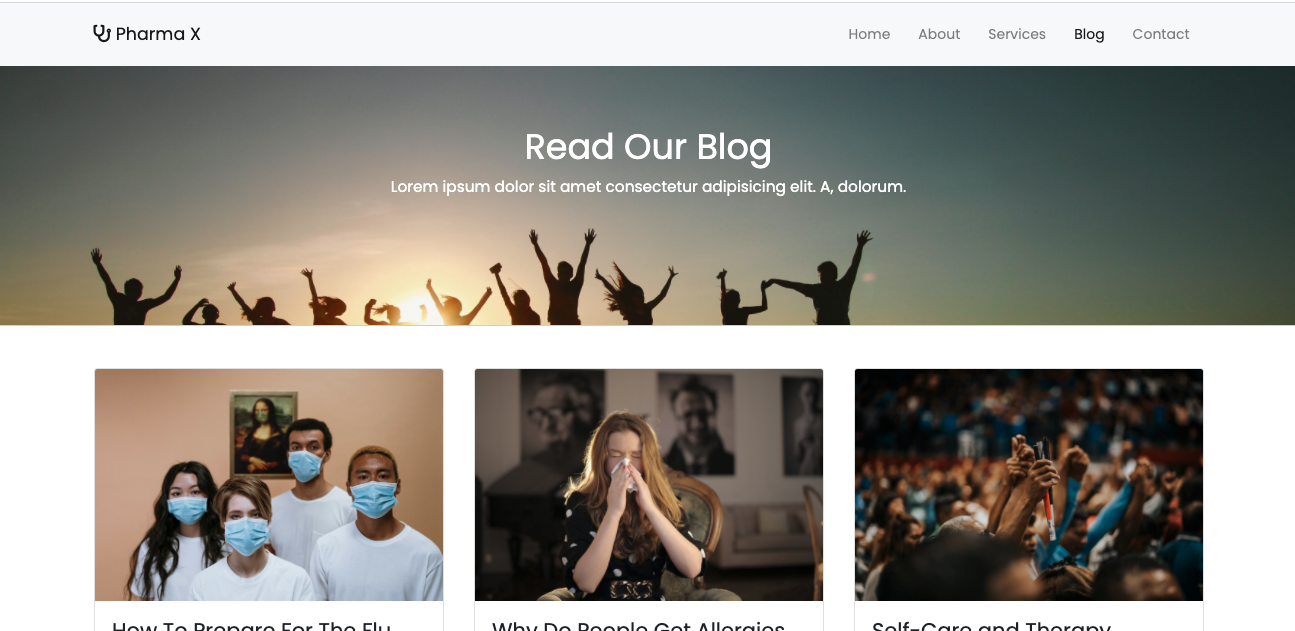 Pharma X
Home About Services Blog Contact
Read Our Blog
Lorem ipsum dolor sit amet consectetur adipisicing elit. A, dolorum.
How To Prepare For The Flu
Why Do People Get Allergies
Self-Care and Therapy